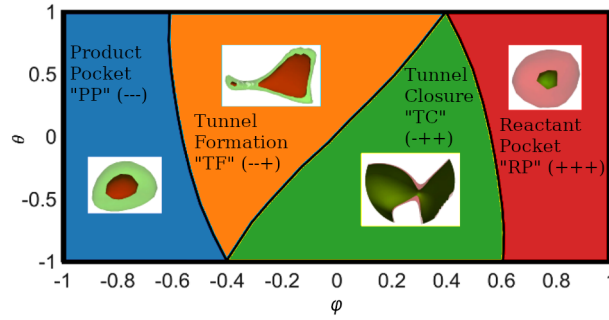 Product
Pocket
"PP" (---)
Tunnel
Formation
"TF" (--+)
Tunnel
Closure
"TC"
(-++)
Reactant
Pocket
"RP" (+++)
1
0.5
0
-0.5
-1
θ
-1
-0.8
-0.6
-0.4
-0.2
0
0.2
0.4
0.6
0.8
1
φ